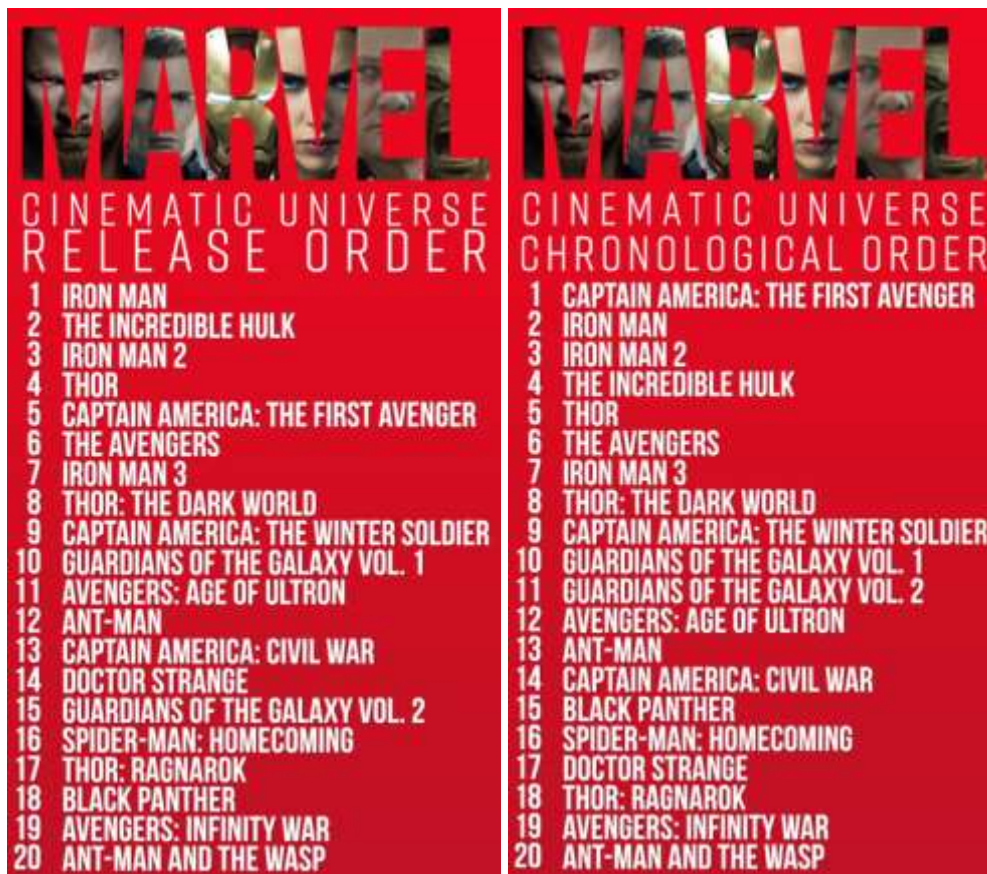 MARVEL
CINEMATIC UNIVERSE
RELEASE ORDER
1 IRON MAN
2 THE INCREDIBLE HULK
3 IRON MAN 2
4 THOR
5 CAPTAIN AMERICA: THE FIRST AVENGER
6 THE AVENGERS
7 IRON MAN 3
8 THOR: THE DARK WORLD
9 CAPTAIN AMERICA: THE WINTER SOLDIER
10 GUARDIANS OF THE GALAXY VOL. 1
11 AVENGERS: AGE OF ULTRON
12 ANT-MAN
13 CAPTAIN AMERICA: CIVIL WAR
14 DOCTOR STRANGE
15 GUARDIANS OF THE GALAXY VOL. 2
16 SPIDER-MAN: HOMECOMING
17 THOR: RAGNAROK
18 BLACK PANTHER
19 AVENGERS: INFINITY WAR
20 ANT-MAN AND THE WASP
MARVEL
CINEMATIC UNIVERSE
CHRONOLOGICAL ORDER
1 CAPTAIN AMERICA: THE FIRST AVENGER
2 IRON MAN
3 IRON MAN 2
4 THE INCREDIBLE HULK
5 THOR
6 THE AVENGERS
7 IRON MAN 3
8 THOR: THE DARK WORLD
9 CAPTAIN AMERICA: THE WINTER SOLDIER
10 GUARDIANS OF THE GALAXY VOL. 1
11 GUARDIANS OF THE GALAXY VOL. 2
12 AVENGERS: AGE OF ULTRON
13 ANT-MAN
14 CAPTAIN AMERICA: CIVIL WAR
15 BLACK PANTHER
16 SPIDER-MAN: HOMECOMING
17 DOCTOR STRANGE
18 THOR: RAGNAROK
19 AVENGERS: INFINITY WAR
20 ANT-MAN AND THE WASP